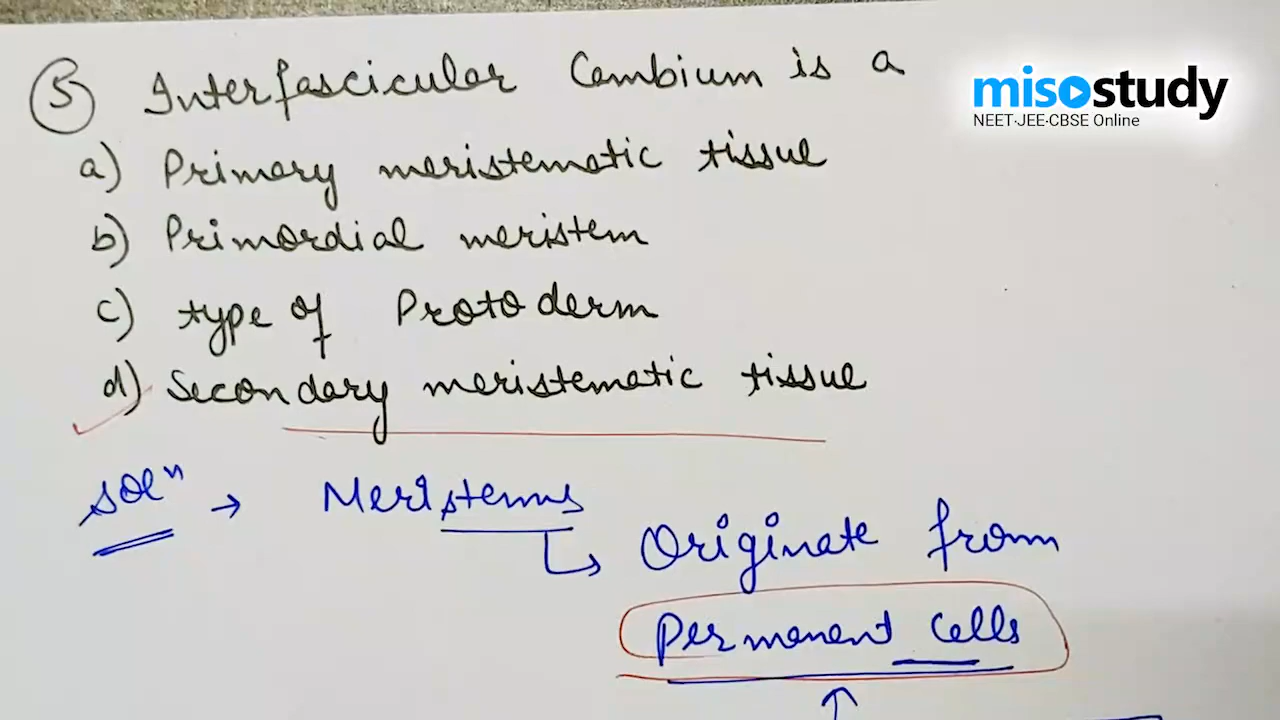 5 Interfascicular Cambium is a
misostudy
NEET-JEE-CBSE Online
a) Primary meristematic tissue
b) Primordial meristem
c) type of Protoderm
d) Secondary meristematic tissue
solⁿ → Meristems
↳ Originate from
Permanent cells
↑